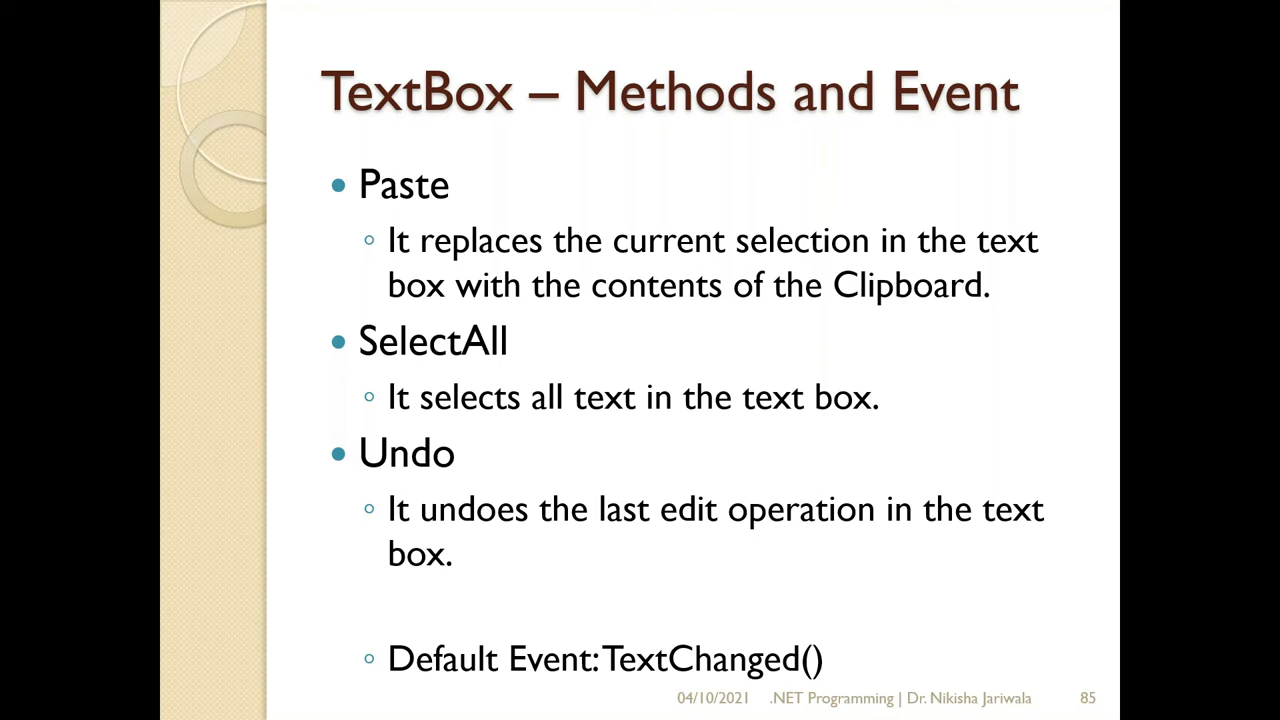 TextBox – Methods and Event
Paste
It replaces the current selection in the text
box with the contents of the Clipboard.
SelectAll
It selects all text in the text box.
Undo
It undoes the last edit operation in the text
box.
Default Event: TextChanged()
04/10/2021 .NET Programming | Dr. Nikisha Jariwala 85